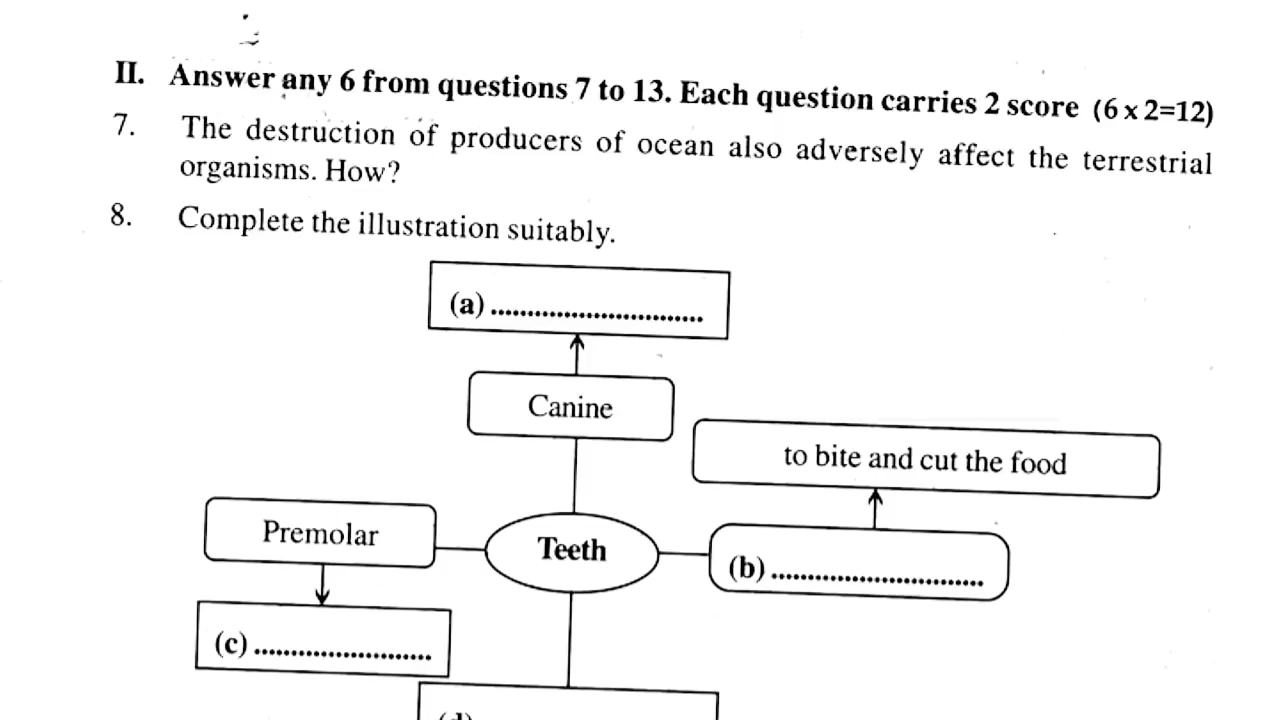 II. Answer any 6 from questions 7 to 13. Each question carries 2 score (6 x 2=12)
7. The destruction of producers of ocean also adversely affect the terrestrial
organisms. How?
8. Complete the illustration suitably.
(a) .............................
Canine
to bite and cut the food
Premolar
Teeth
(b) .............................
(c) ........................
(d)